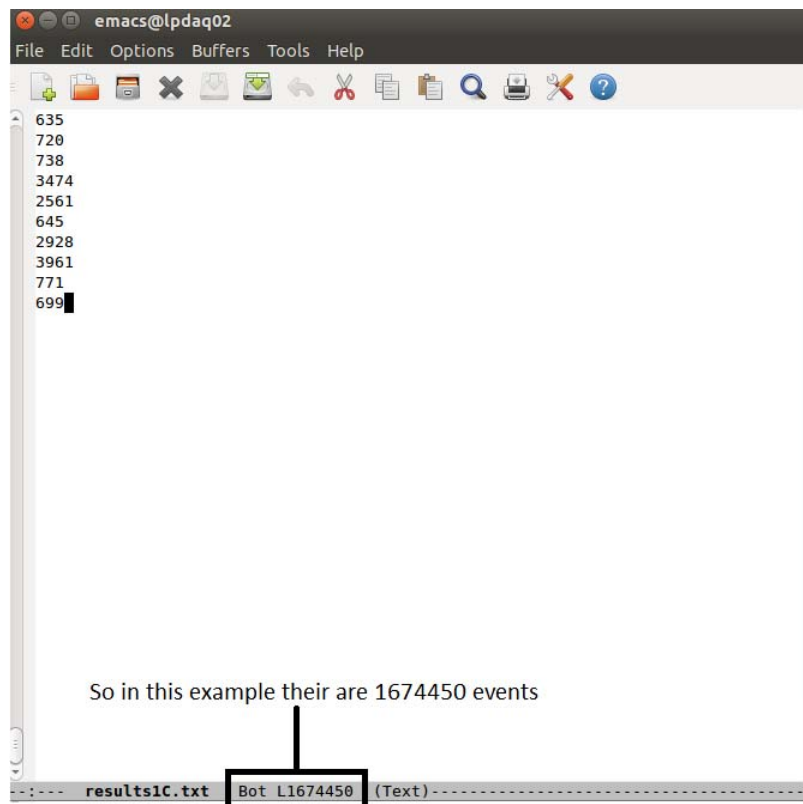 emacs@lpdaq02
File Edit Options Buffers Tools Help
635
720
738
3474
2561
645
2928
3961
771
699
So in this example their are 1674450 events
--:--- results1C.txt Bot L1674450 (Text)----------------------------------------